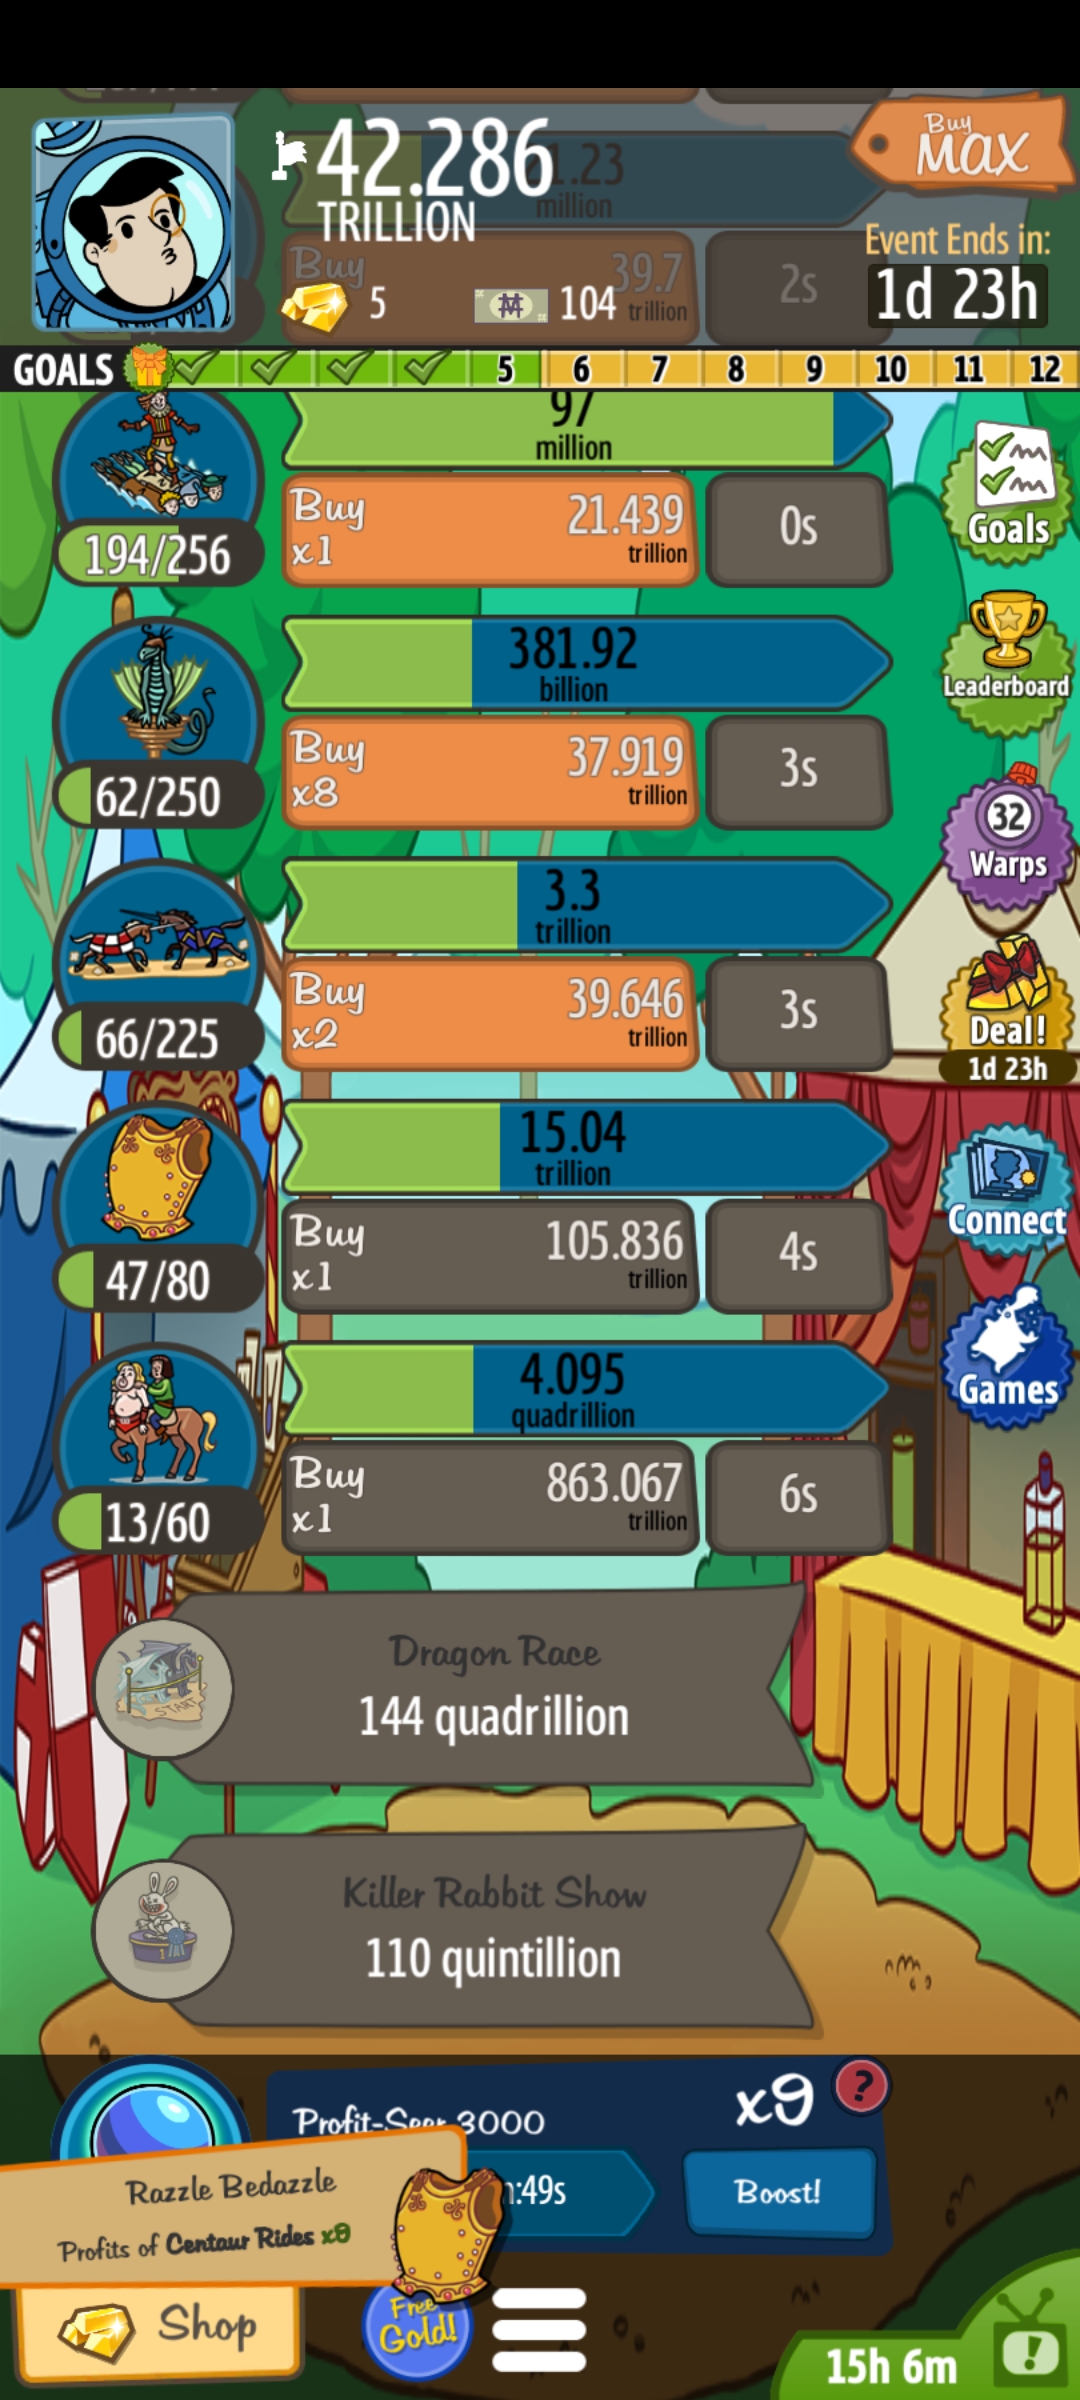 42.286
TRILLION
5
104
Buy
MAX
Event Ends in:
1d 23h
1.23
million
Buy
39.7
trillion
2s
GOALS
5
6
7
8
9
10
11
12
97
million
Buy
x1
21.439
trillion
0s
194/256
Goals
381.92
billion
Buy
x8
37.919
trillion
3s
62/250
Leaderboard
32
Warps
3.3
trillion
Buy
x2
39.646
trillion
3s
66/225
Deal!
1d 23h
15.04
trillion
Buy
x1
105.836
trillion
4s
47/80
Connect
4.095
quadrillion
Buy
x1
863.067
trillion
6s
13/60
Games
Dragon Race
144 quadrillion
START
Killer Rabbit Show
110 quintillion
1
Profit-Seer 3000
x9
?
:49s
Boost!
Razzle Bedazzle
Profits of Centaur Rides x9
Shop
Free
Gold!
15h 6m
!